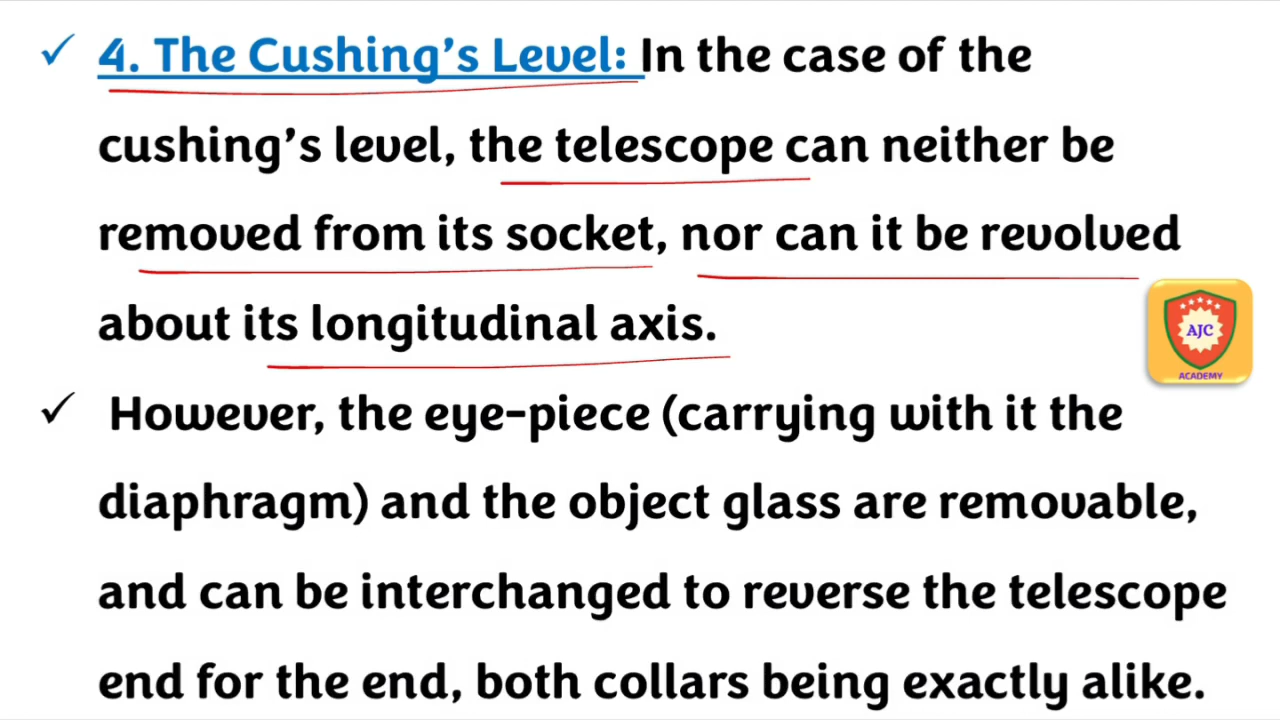 4. The Cushing's Level: In the case of the
cushing's level, the telescope can neither be
removed from its socket, nor can it be revolved
about its longitudinal axis.
AJC
ACADEMY
However, the eye-piece (carrying with it the
diaphragm) and the object glass are removable,
and can be interchanged to reverse the telescope
end for the end, both collars being exactly alike.